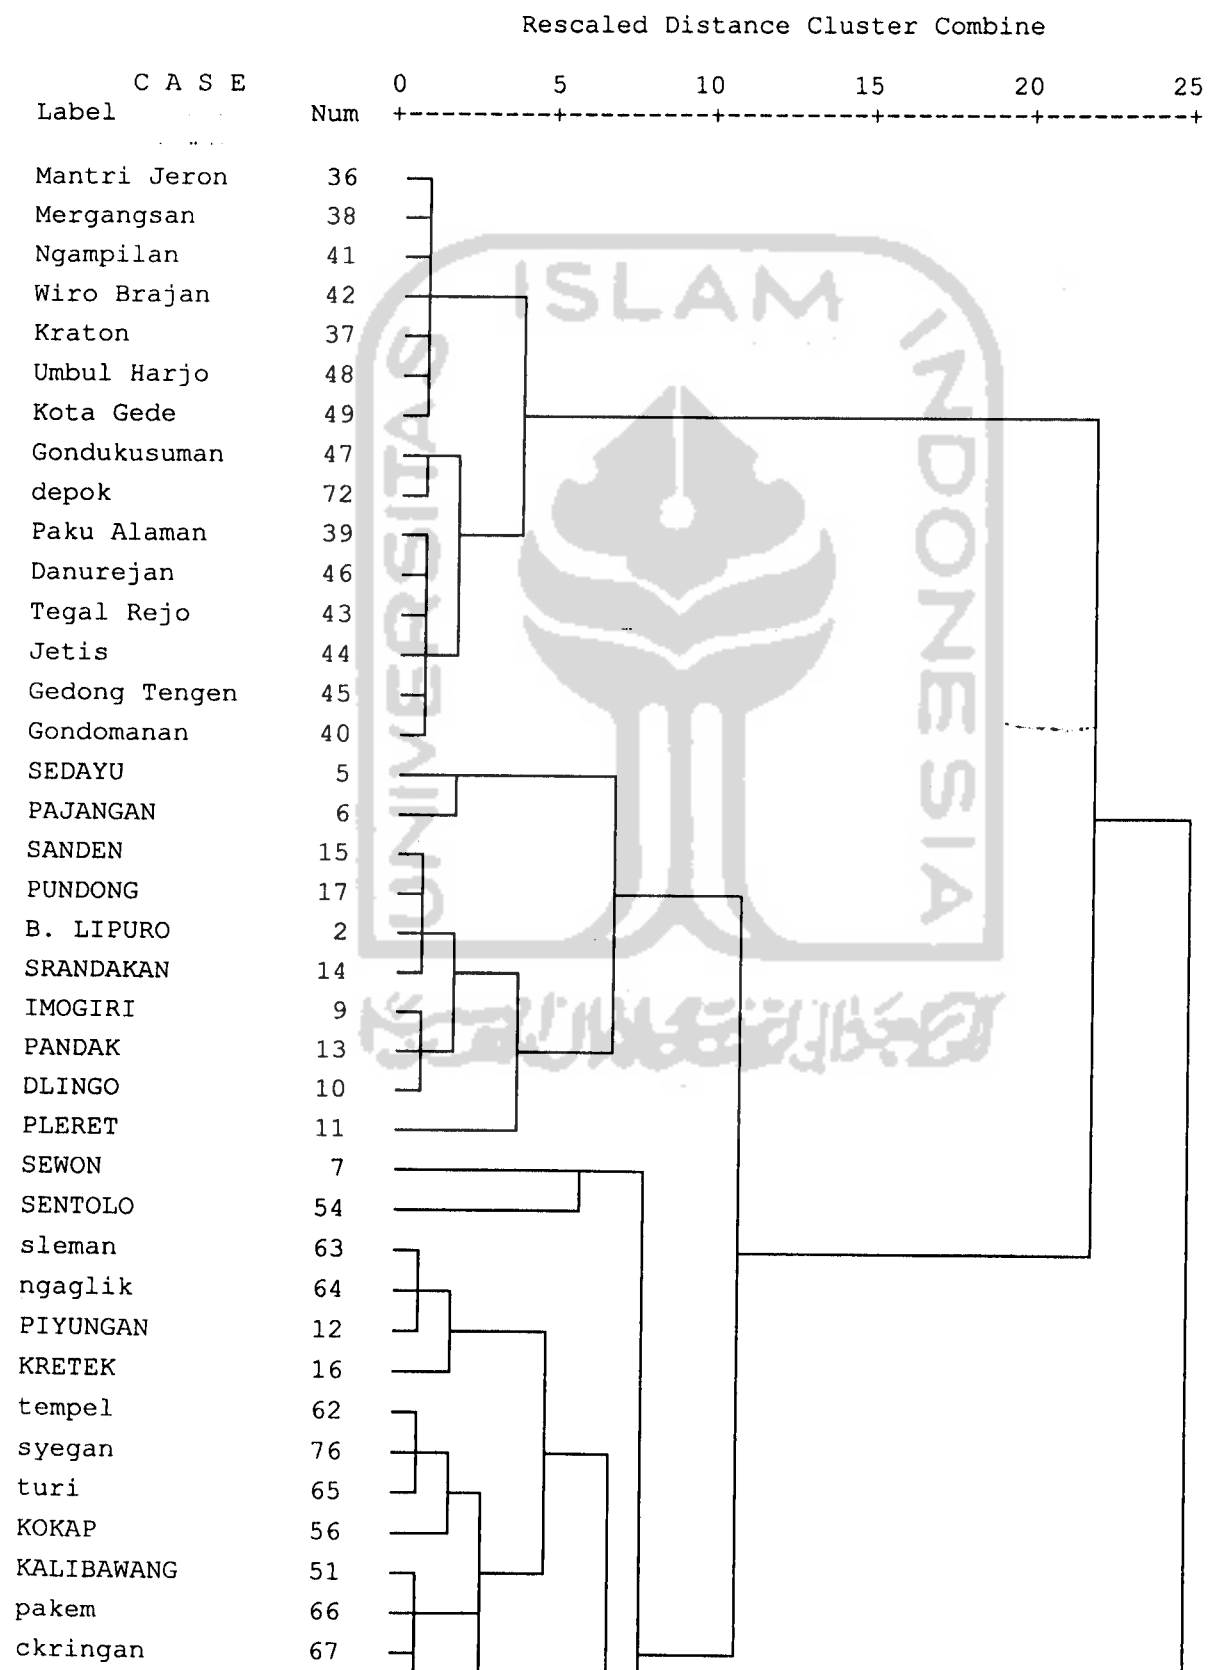 Rescaled Distance Cluster Combine
C A S E 0 5 10 15 20 25
Label Num +---------+---------+---------+---------+---------+
Mantri Jeron 36
Mergangsan 38
Ngampilan 41
Wiro Brajan 42
Kraton 37
Umbul Harjo 48
Kota Gede 49
Gondukusuman 47
depok 72
Paku Alaman 39
Danurejan 46
Tegal Rejo 43
Jetis 44
Gedong Tengen 45
Gondomanan 40
SEDAYU 5
PAJANGAN 6
SANDEN 15
PUNDONG 17
B. LIPURO 2
SRANDAKAN 14
IMOGIRI 9
PANDAK 13
DLINGO 10
PLERET 11
SEWON 7
SENTOLO 54
sleman 63
ngaglik 64
PIYUNGAN 12
KRETEK 16
tempel 62
syegan 76
turi 65
KOKAP 56
KALIBAWANG 51
pakem 66
ckringan 67
UNIVERSITAS
ISLAM
INDONESIA